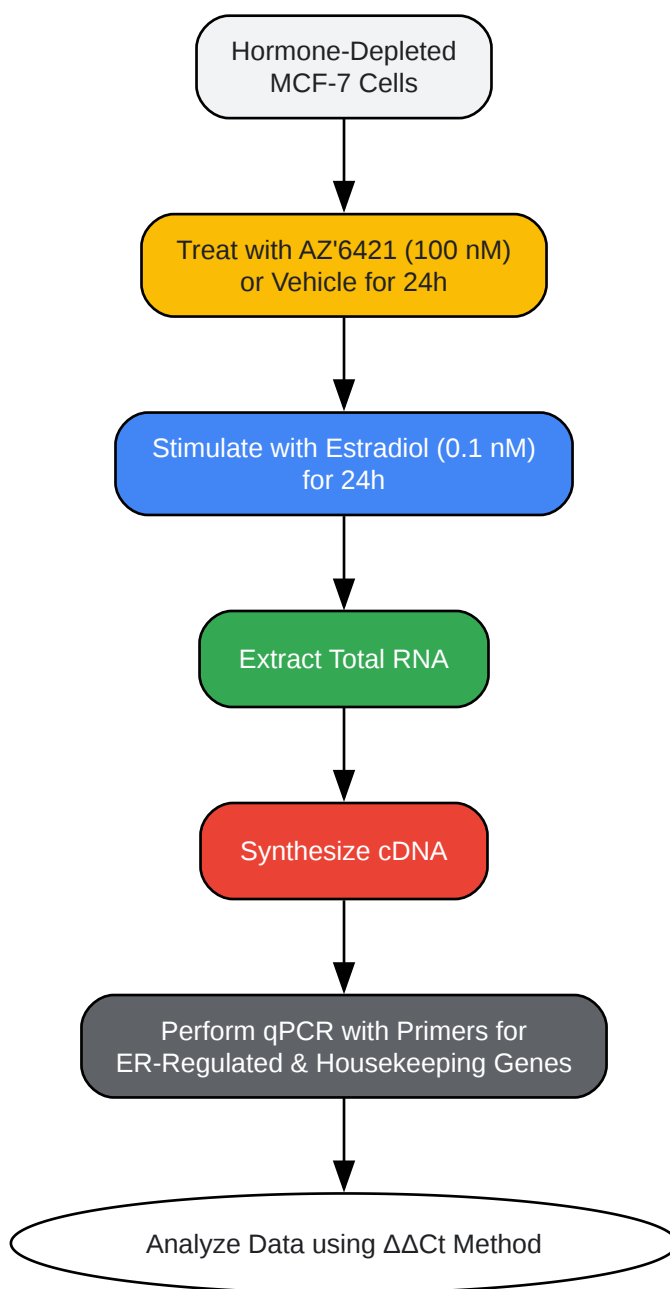 Hormone-Depleted
MCF-7 Cells
Treat with AZ'6421 (100 nM)
or Vehicle for 24h
Stimulate with Estradiol (0.1 nM)
for 24h
Extract Total RNA
Synthesize cDNA
Perform qPCR with Primers for
ER-Regulated & Housekeeping Genes
Analyze Data using ΔΔCt Method